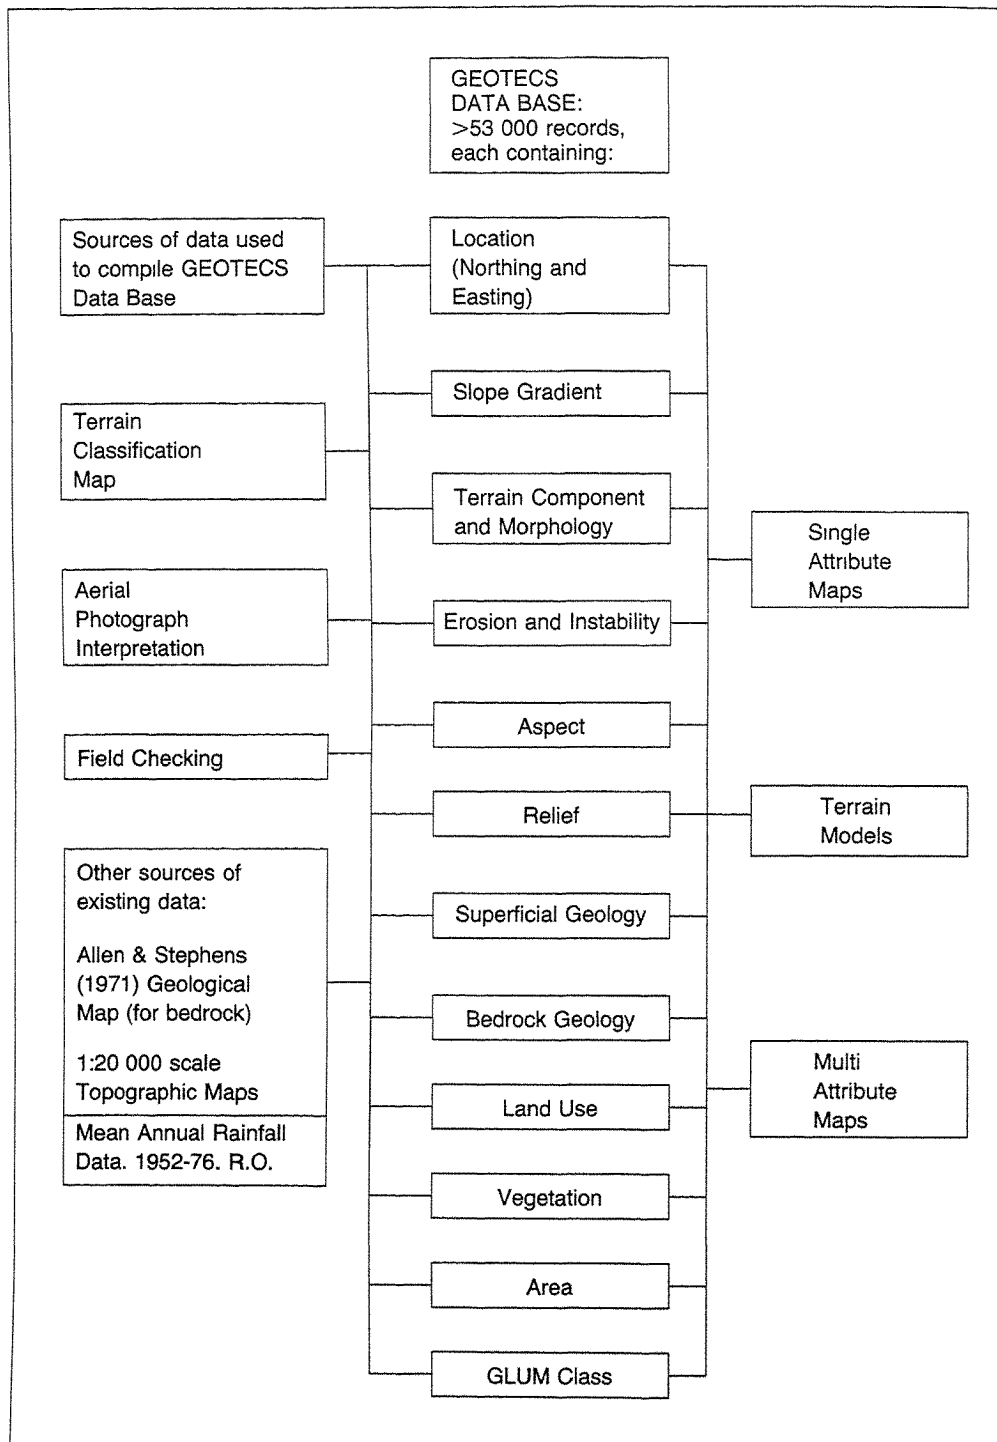 GEOTECS
DATA BASE:
>53 000 records,
each containing:
Sources of data used
to compile GEOTECS
Data Base
Terrain
Classification
Map
Aerial
Photograph
Interpretation
Field Checking
Other sources of
existing data:
Allen & Stephens
(1971) Geological
Map (for bedrock)
1:20 000 scale
Topographic Maps
Mean Annual Rainfall
Data. 1952-76. R.O.
Location
(Northing and
Easting)
Slope Gradient
Terrain Component
and Morphology
Erosion and Instability
Aspect
Relief
Superficial Geology
Bedrock Geology
Land Use
Vegetation
Area
GLUM Class
Single
Attribute
Maps
Terrain
Models
Multi
Attribute
Maps